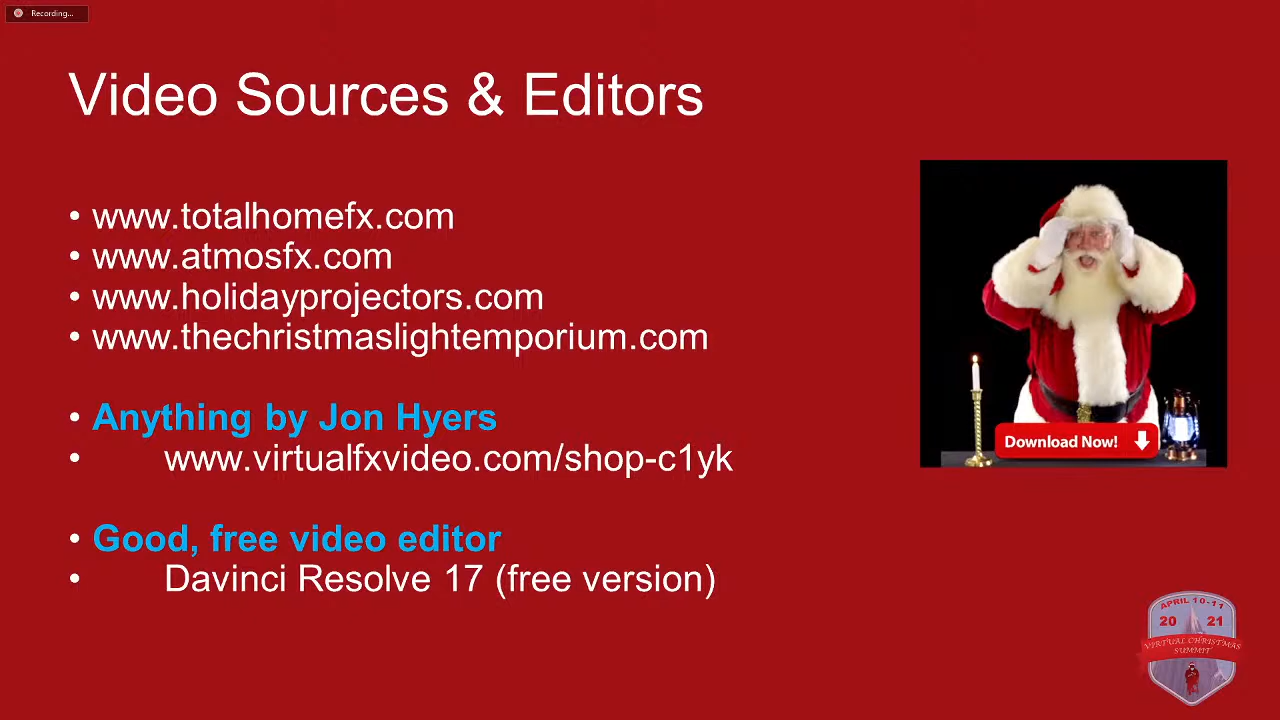 Recording...
Video Sources & Editors
• www.totalhomefx.com
• www.atmosfx.com
• www.holidayprojectors.com
• www.thechristmaslightemporium.com
• Anything by Jon Hyers
• www.virtualfxvideo.com/shop-c1yk
• Good, free video editor
• Davinci Resolve 17 (free version)
Download Now!
APRIL 10-11
20 21
VIRTUAL CHRISTMAS
SUMMIT